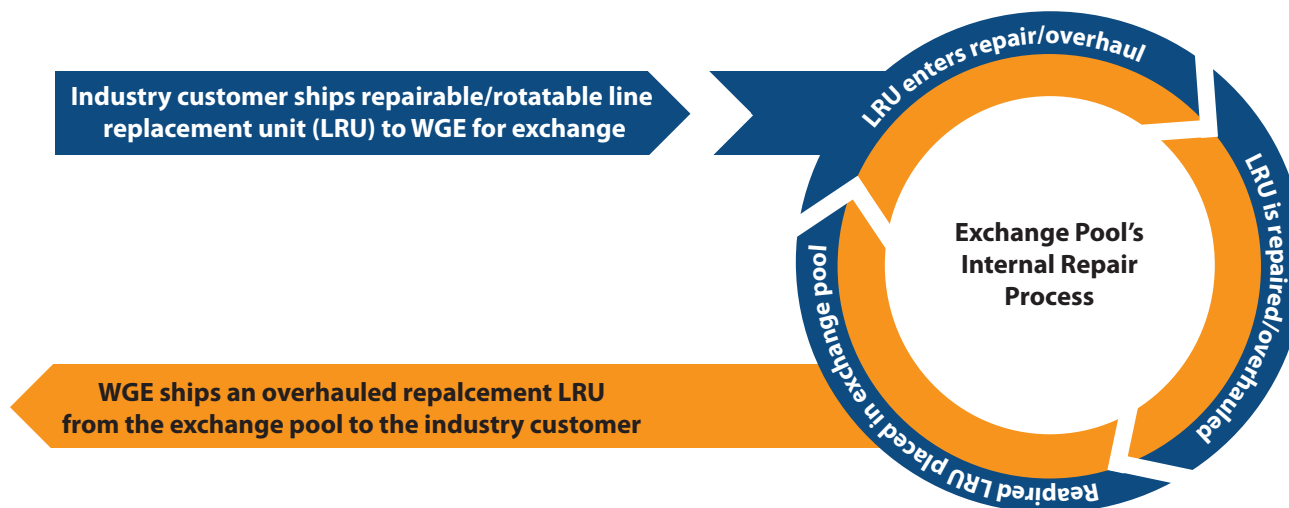 Industry customer ships repairable/rotatable line
replacement unit (LRU) to WGE for exchange
LRU enters repair/overhaul
LRU is repaired/overhauled
Exchange Pool's
Internal Repair
Process
Reapired LRU placed in exchange pool
WGE ships an overhauled repalcement LRU
from the exchange pool to the industry customer